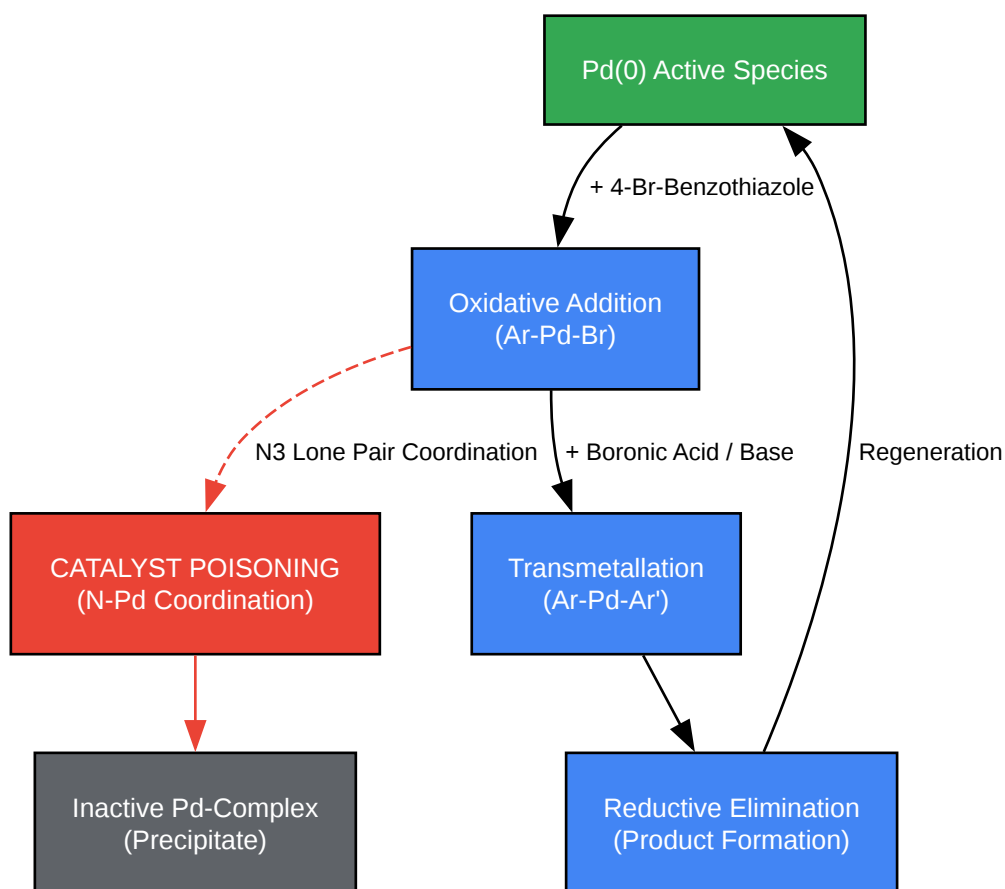 Pd(0) Active Species
+ 4-Br-Benzothiazole
Oxidative Addition
(Ar-Pd-Br)
N3 Lone Pair Coordination
+ Boronic Acid / Base
Regeneration
CATALYST POISONING
(N-Pd Coordination)
Transmetallation
(Ar-Pd-Ar')
Inactive Pd-Complex
(Precipitate)
Reductive Elimination
(Product Formation)